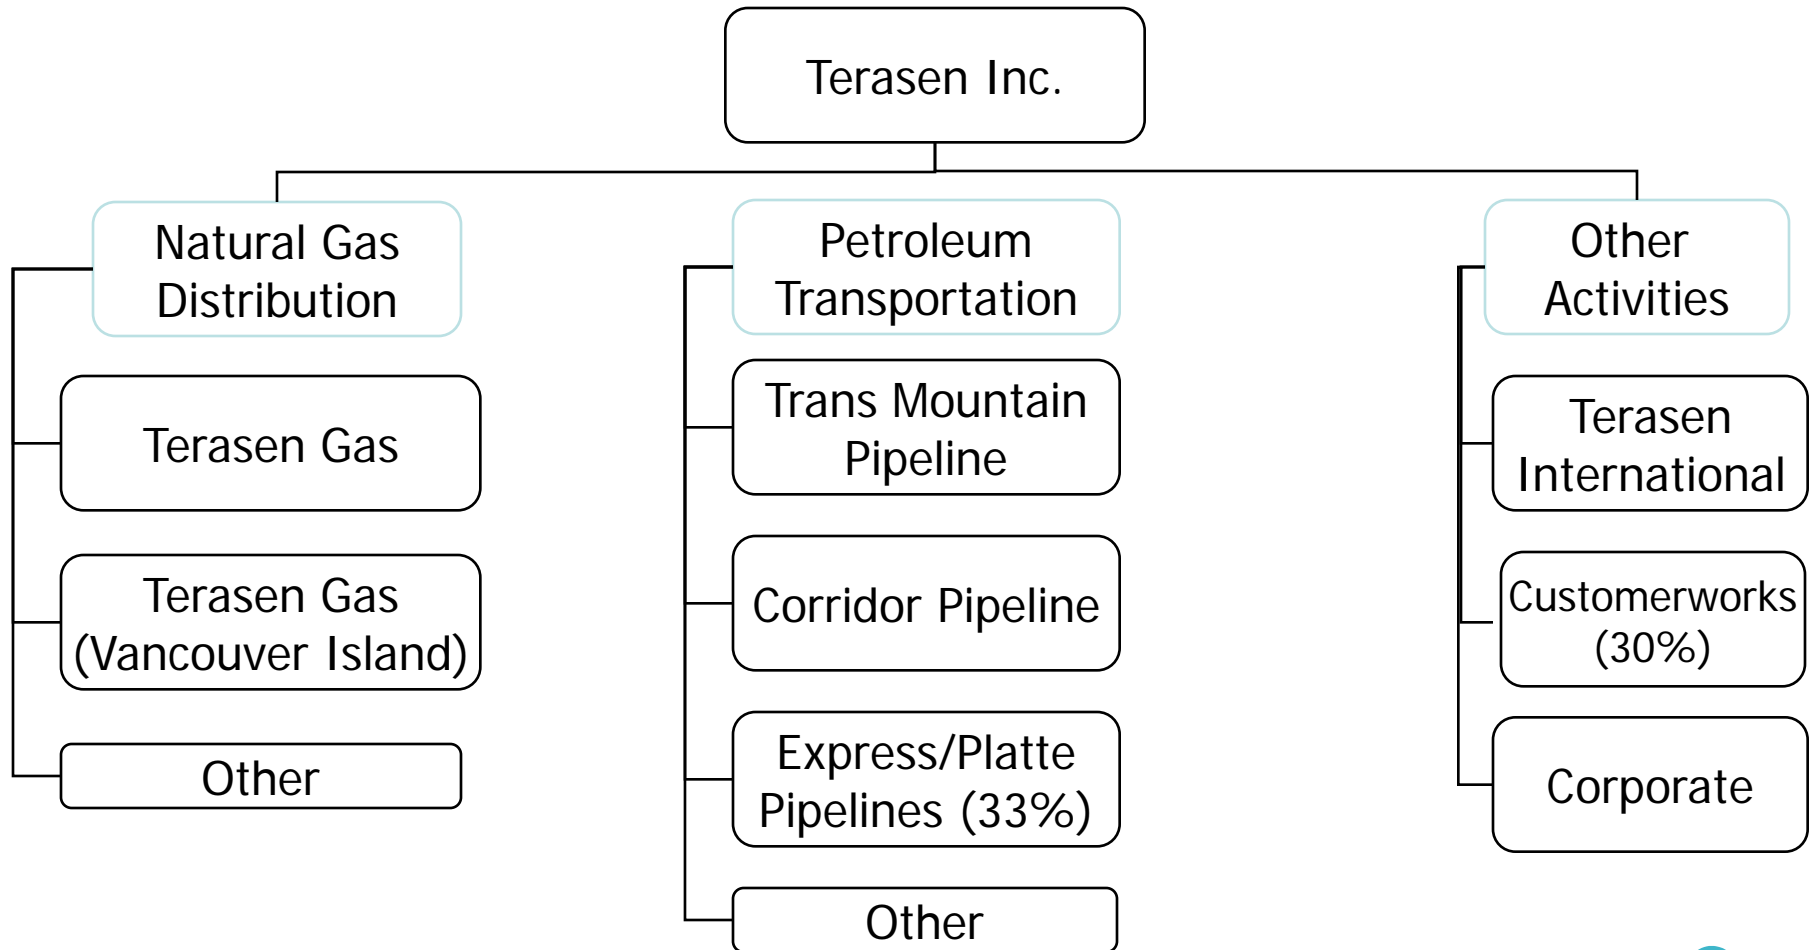 Terasen Inc.
Natural Gas
Distribution
Terasen Gas
Terasen Gas
(Vancouver Island)
Other
Petroleum
Transportation
Trans Mountain
Pipeline
Corridor Pipeline
Express/Platte
Pipelines (33%)
Other
Other
Activities
Terasen
International
Customerworks
(30%)
Corporate